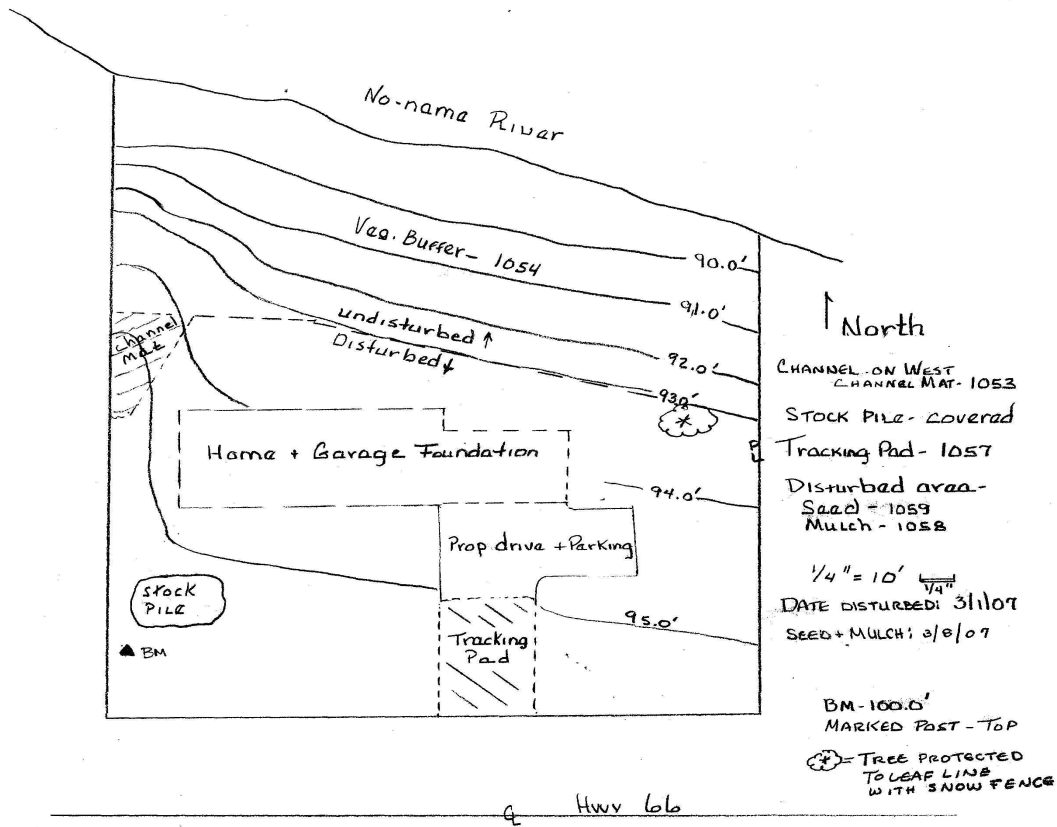 No-name River
Veg. Buffer- 1054
90.0'
91.0'
undisturbed ↑
Disturbed ↓
92.0'
93.0'
channel
mat
Home + Garage Foundation
94.0'
Prop drive + Parking
STOCK
PILE
95.0'
Tracking
Pad
▲ BM
℄ Hwy 66
↑ North
CHANNEL ON WEST
CHANNEL MAT- 1053
STOCK PILE- covered
PL
Tracking Pad- 1057
Disturbed area-
Seed - 1059
Mulch - 1058
1/4" = 10'
1/4"
DATE DISTURBED: 3/1/07
SEED + MULCH: 3/8/07
BM-100.0'
MARKED POST - TOP
= TREE PROTECTED
TO LEAF LINE
WITH SNOW FENCE